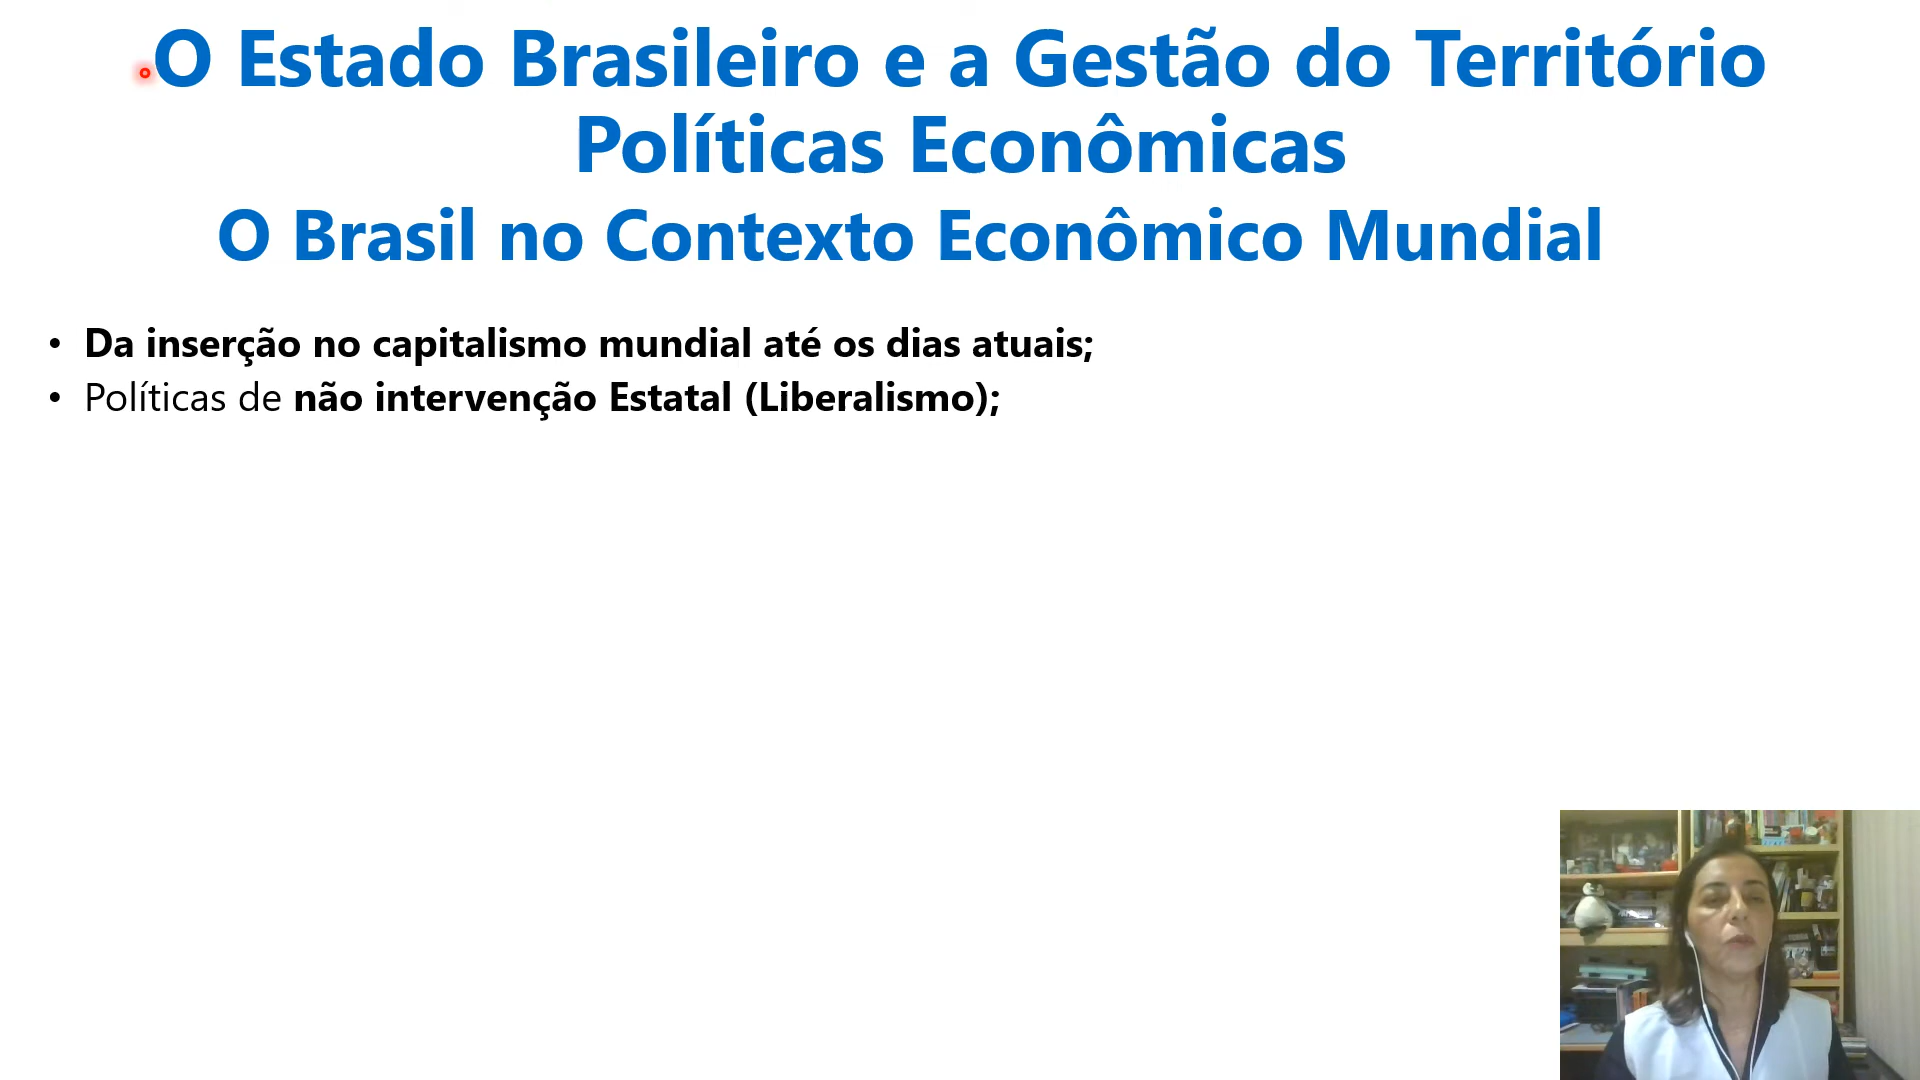 O Estado Brasileiro e a Gestão do Território
Políticas Econômicas
O Brasil no Contexto Econômico Mundial
• Da inserção no capitalismo mundial até os dias atuais;
• Políticas de não intervenção Estatal (Liberalismo);